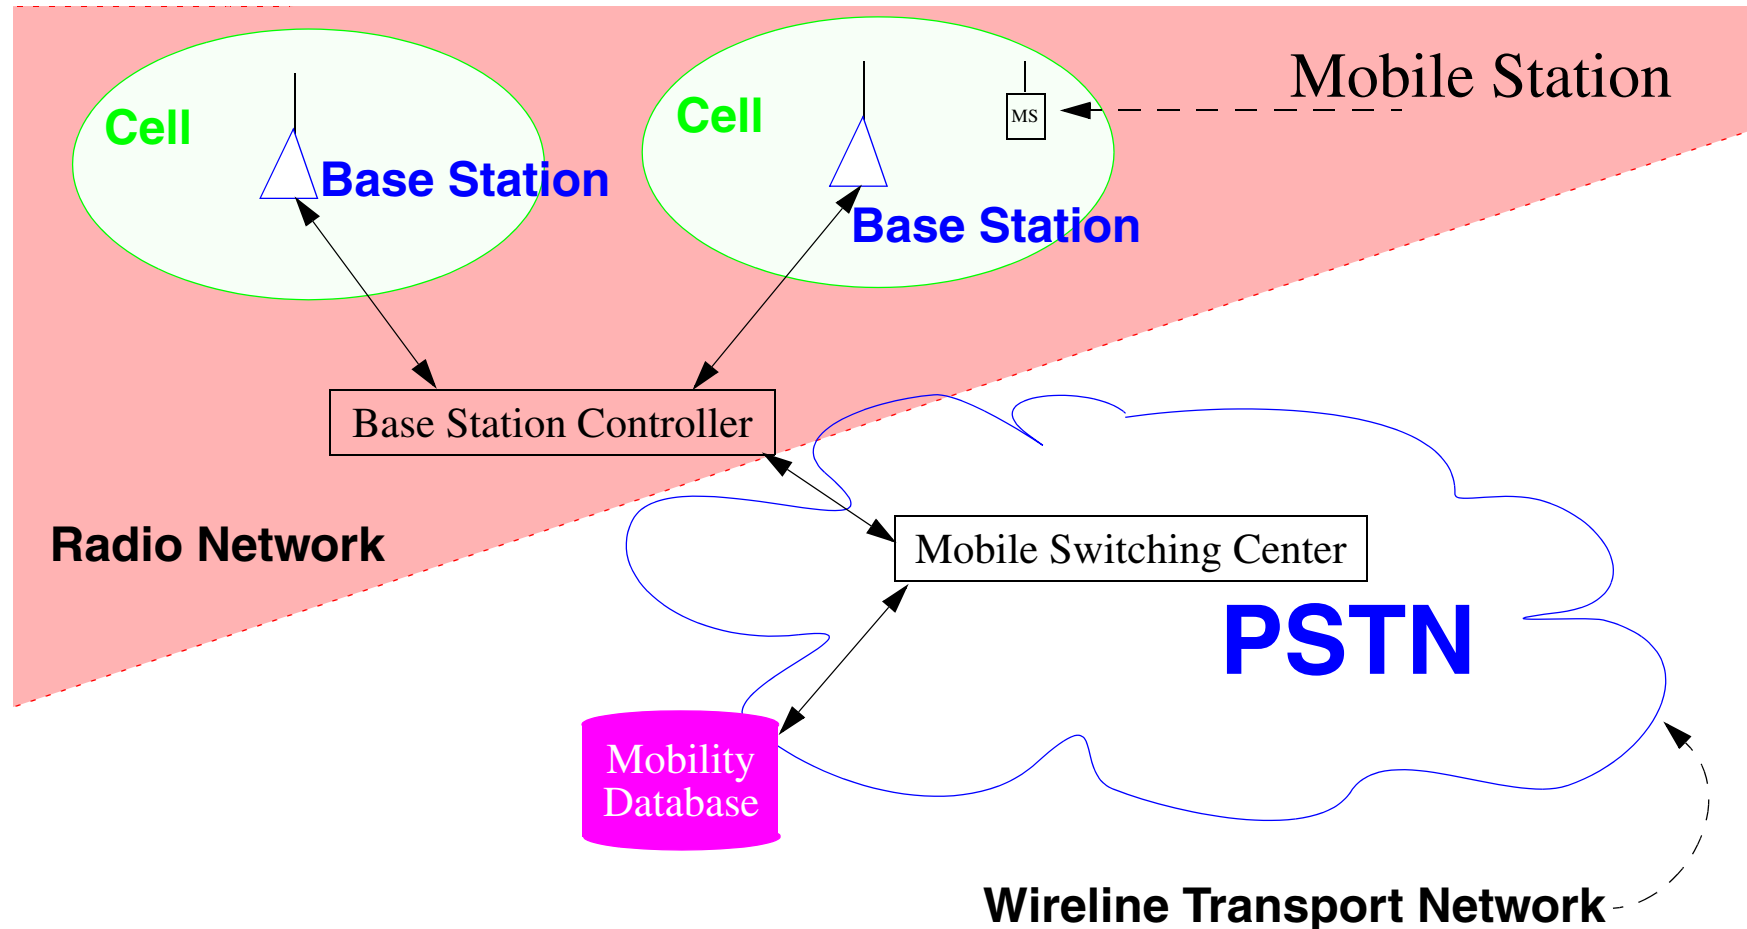 Mobile Station
Cell
Cell
MS
Base Station
Base Station
Base Station Controller
Radio Network
Mobile Switching Center
PSTN
Mobility
Database
Wireline Transport Network